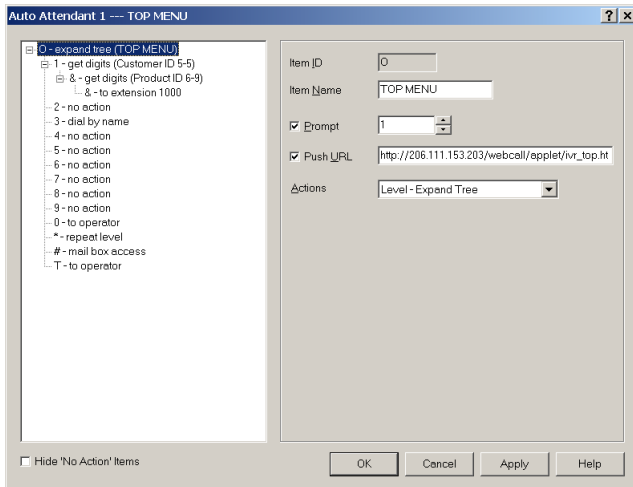 Auto Attendant 1 --- TOP MENU
O - expand tree (TOP MENU)
1 - get digits (Customer ID 5-5)
& - get digits (Product ID 6-9)
& - to extension 1000
2 - no action
3 - dial by name
4 - no action
5 - no action
6 - no action
7 - no action
8 - no action
9 - no action
0 - to operator
* - repeat level
# - mail box access
T - to operator
Hide 'No Action' Items
Item ID O
Item Name TOP MENU
Prompt 1
Push URL http://206.111.153.203/webcall/applet/ivr_top.ht
Actions Level - Expand Tree
OK Cancel Apply Help